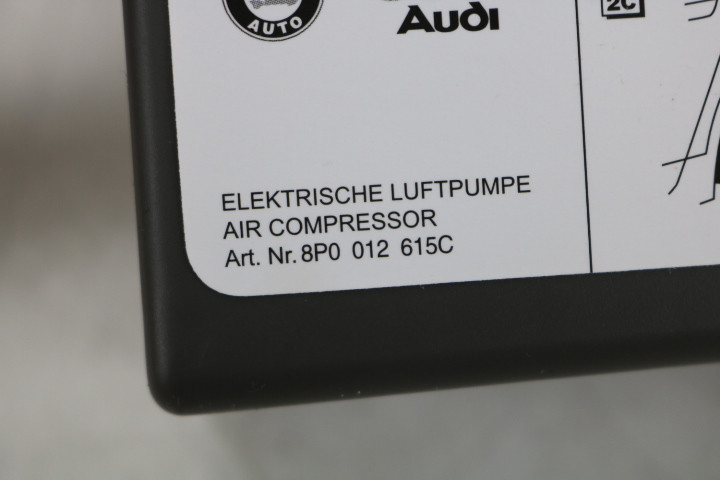 AUTO
Audi
2C
ELEKTRISCHE LUFTPUMPE
AIR COMPRESSOR
Art. Nr. 8P0 012 615C